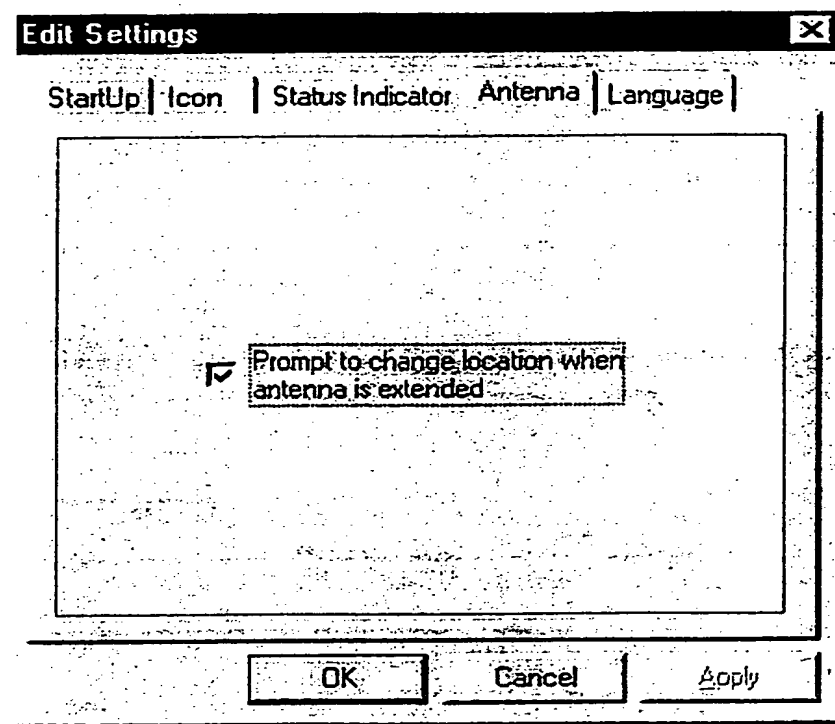 Edit Settings
StartUp Icon Status Indicator Antenna Language
Prompt to change location when
antenna is extended
OK Cancel Apply